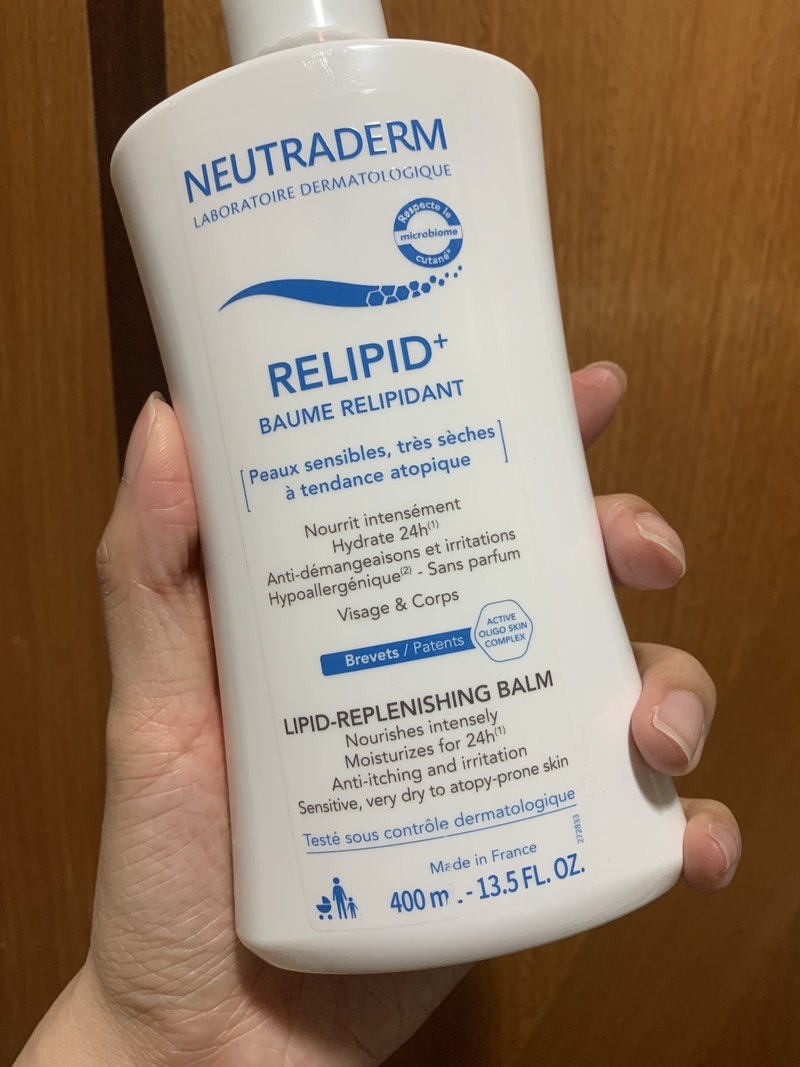 NEUTRADERM
LABORATOIRE DERMATOLOGIQUE
Respecte le
microbiome
cutané*
RELIPID+
BAUME RELIPIDANT
[Peaux sensibles, très sèches
à tendance atopique]
Nourrit intensément
Hydrate 24h(1)
Anti-démangeaisons et irritations
Hypoallergénique(2) - Sans parfum
Visage & Corps
Brevets / Patents
ACTIVE
OLIGO SKIN
COMPLEX
LIPID-REPLENISHING BALM
Nourishes intensely
Moisturizes for 24h(1)
Anti-itching and irritation
Sensitive, very dry to atopy-prone skin
Testé sous contrôle dermatologique
272833
Made in France
400 m . - 13.5 FL. OZ.